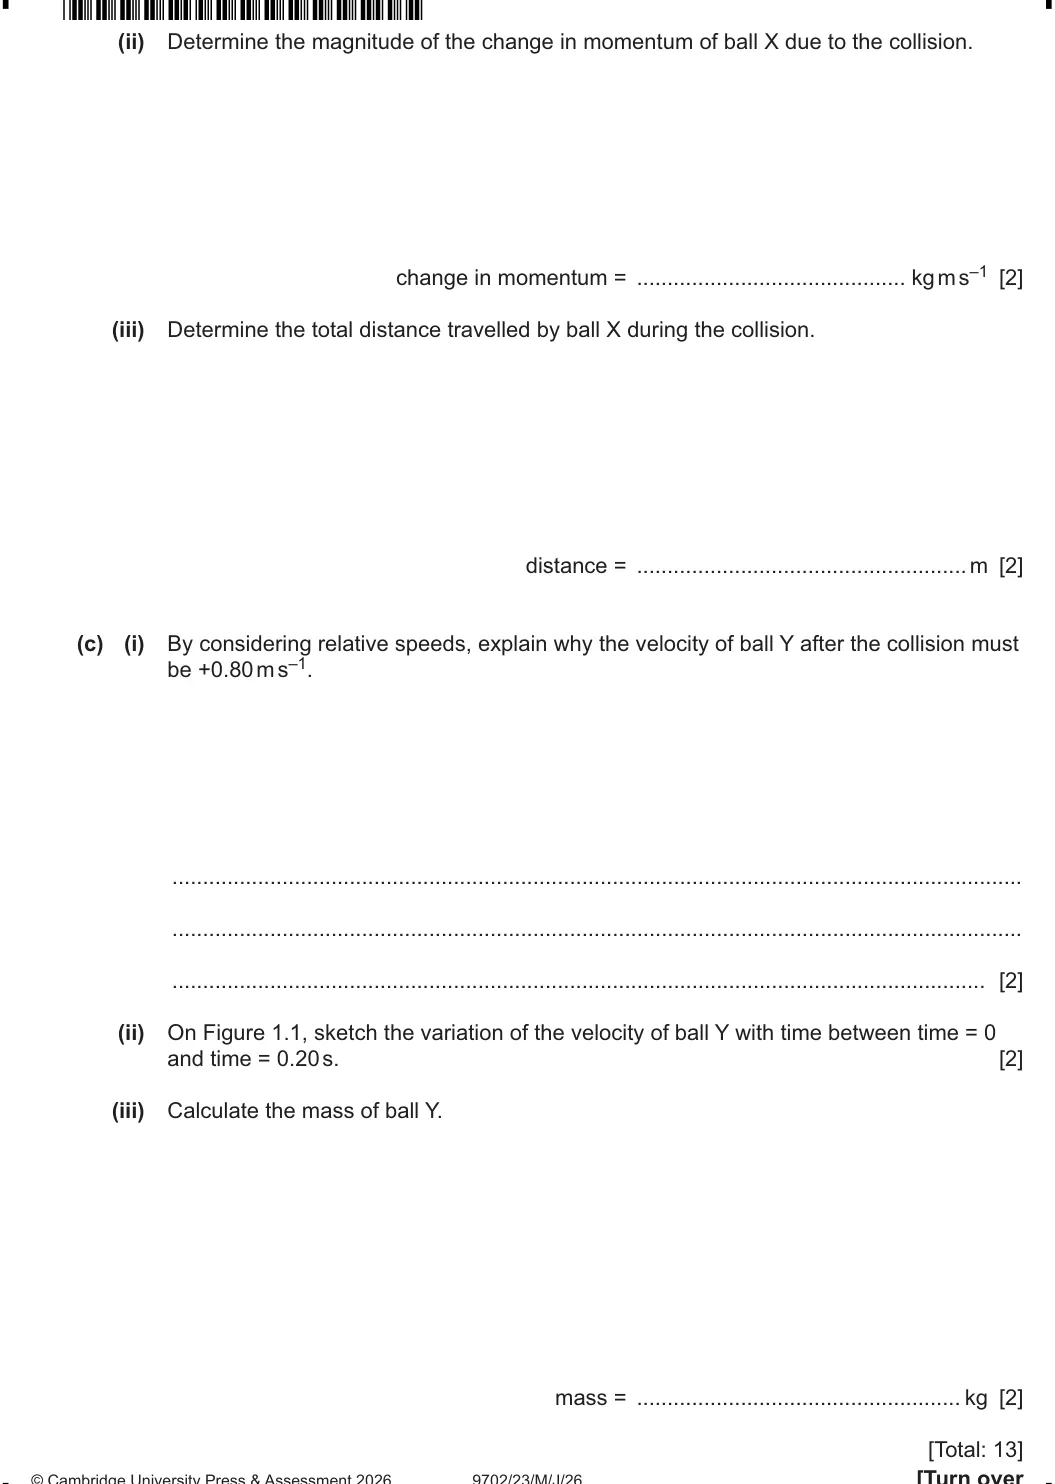 (ii) Determine the magnitude of the change in momentum of ball X due to the collision.
change in momentum = ............................................ kg m s⁻¹ [2]
(iii) Determine the total distance travelled by ball X during the collision.
distance = ...................................................... m [2]
(c) (i) By considering relative speeds, explain why the velocity of ball Y after the collision must
be +0.80 m s⁻¹.
...........................................................................................................................................
...........................................................................................................................................
..................................................................................................................................... [2]
(ii) On Figure 1.1, sketch the variation of the velocity of ball Y with time between time = 0
and time = 0.20 s. [2]
(iii) Calculate the mass of ball Y.
mass = ..................................................... kg [2]
[Total: 13]
© Cambridge University Press & Assessment 2026 9702/23/M/J/26 [Turn over